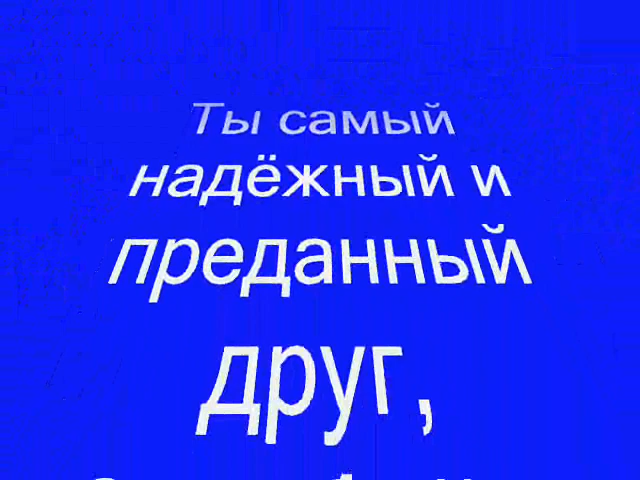 Ты самый
надёжный и
преданный
друг,